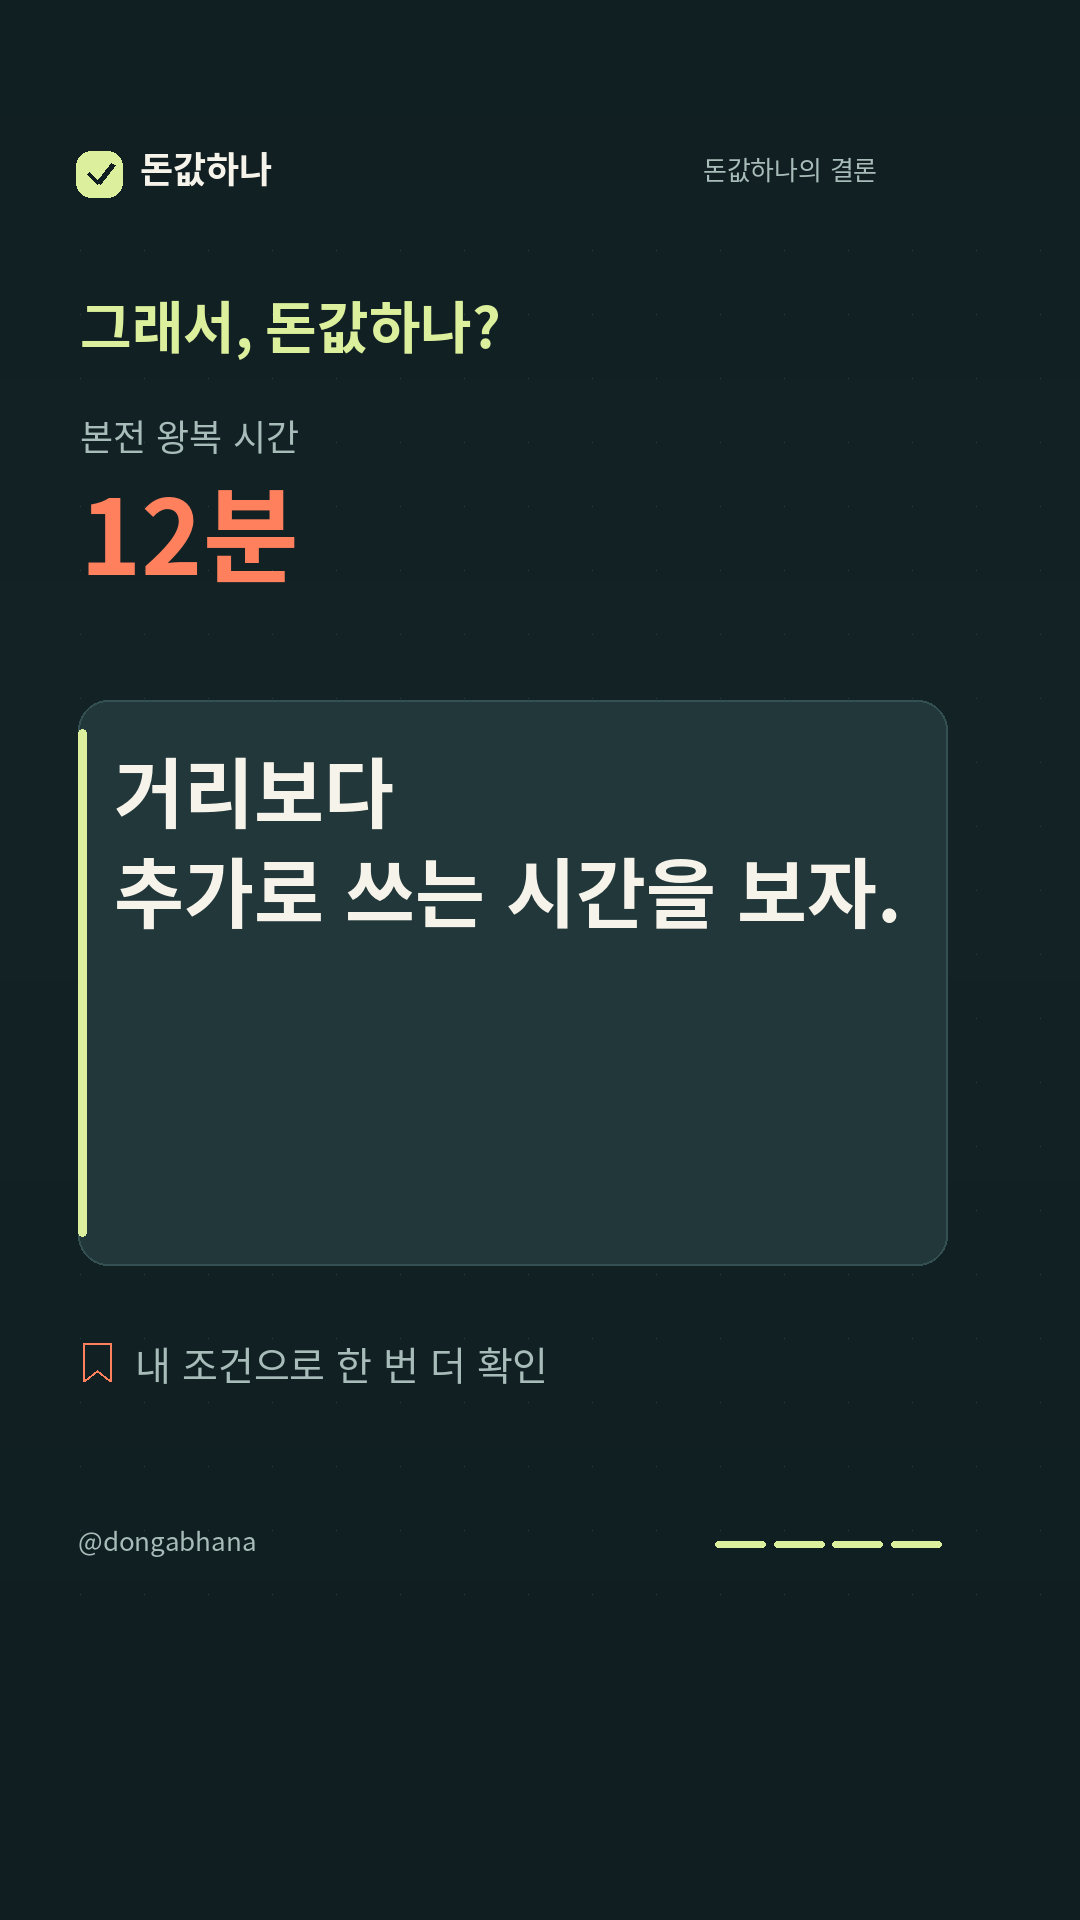 돈값하나
돈값하나의 결론
그래서, 돈값하나?
본전 왕복 시간
12분
거리보다
추가로 쓰는 시간을 보자.
내 조건으로 한 번 더 확인
@dongabhana